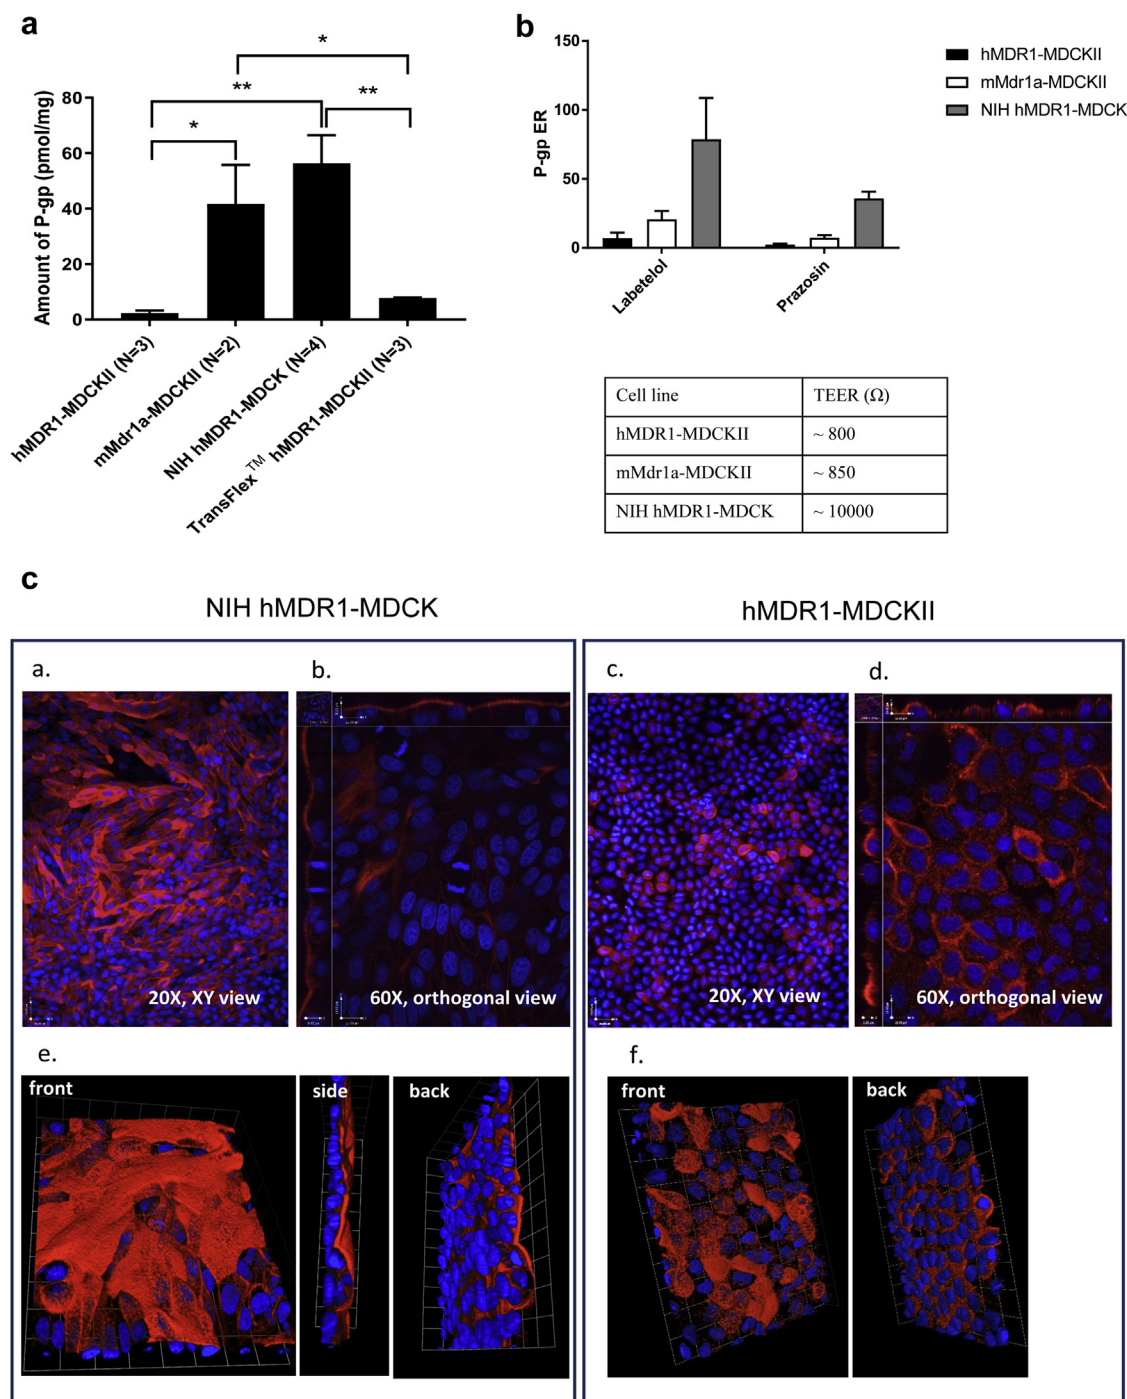 a
*
**
**
*
80
60
40
20
0
Amount of P-gp (pmol/mg)
hMDR1-MDCKII (N=3)
mMdr1a-MDCKII (N=2)
NIH hMDR1-MDCK (N=4)
TransFlex™ hMDR1-MDCKII (N=3)
b
150
100
50
0
P-gp ER
Labetelol
Prazosin
hMDR1-MDCKII
mMdr1a-MDCKII
NIH hMDR1-MDCK
Cell line TEER (Ω)
hMDR1-MDCKII ~ 800
mMdr1a-MDCKII ~ 850
NIH hMDR1-MDCK ~ 10000
c
NIH hMDR1-MDCK
hMDR1-MDCKII
a.
b.
c.
d.
20X, XY view
60X, orthogonal view
20X, XY view
60X, orthogonal view
e.
f.
front
side
back
front
back